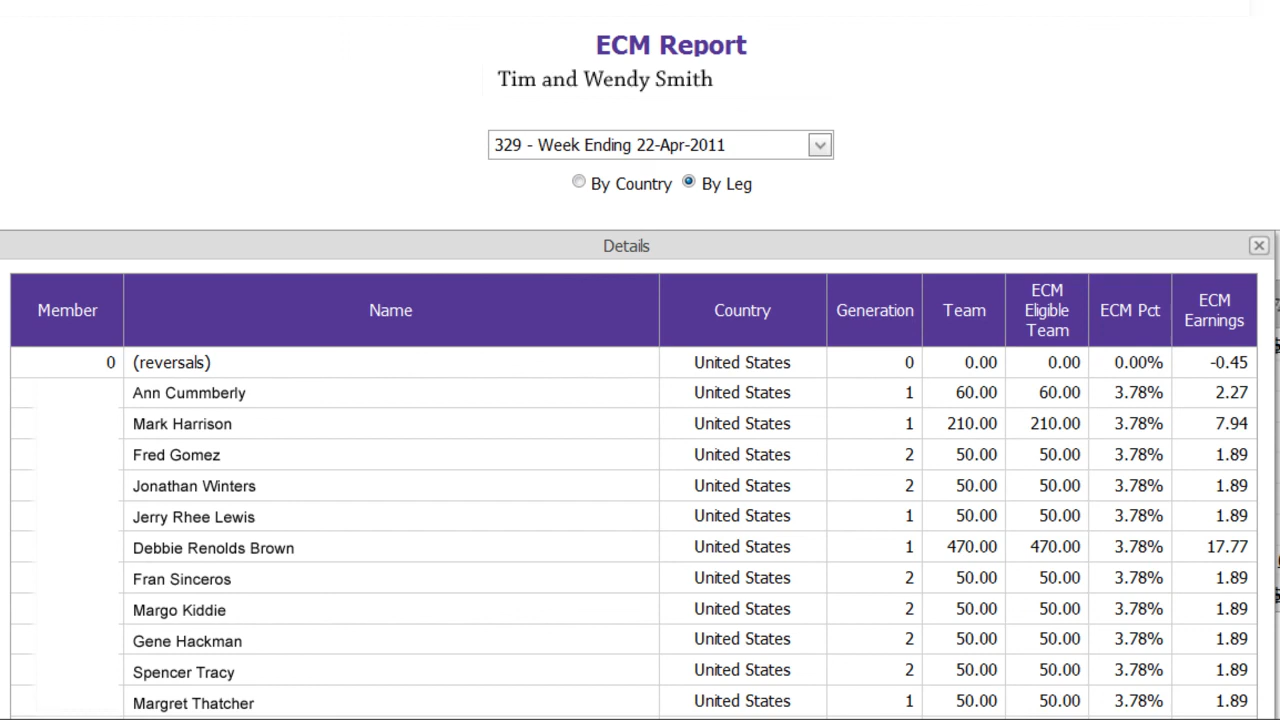 ECM Report
Tim and Wendy Smith
329 - Week Ending 22-Apr-2011
By Country By Leg
Details
Member Name Country Generation Team ECM Eligible Team ECM Pct ECM Earnings
0 (reversals) United States 0 0.00 0.00 0.00% -0.45
Ann Cummberly United States 1 60.00 60.00 3.78% 2.27
Mark Harrison United States 1 210.00 210.00 3.78% 7.94
Fred Gomez United States 2 50.00 50.00 3.78% 1.89
Jonathan Winters United States 2 50.00 50.00 3.78% 1.89
Jerry Rhee Lewis United States 1 50.00 50.00 3.78% 1.89
Debbie Renolds Brown United States 1 470.00 470.00 3.78% 17.77
Fran Sinceros United States 2 50.00 50.00 3.78% 1.89
Margo Kiddie United States 2 50.00 50.00 3.78% 1.89
Gene Hackman United States 2 50.00 50.00 3.78% 1.89
Spencer Tracy United States 2 50.00 50.00 3.78% 1.89
Margret Thatcher United States 1 50.00 50.00 3.78% 1.89